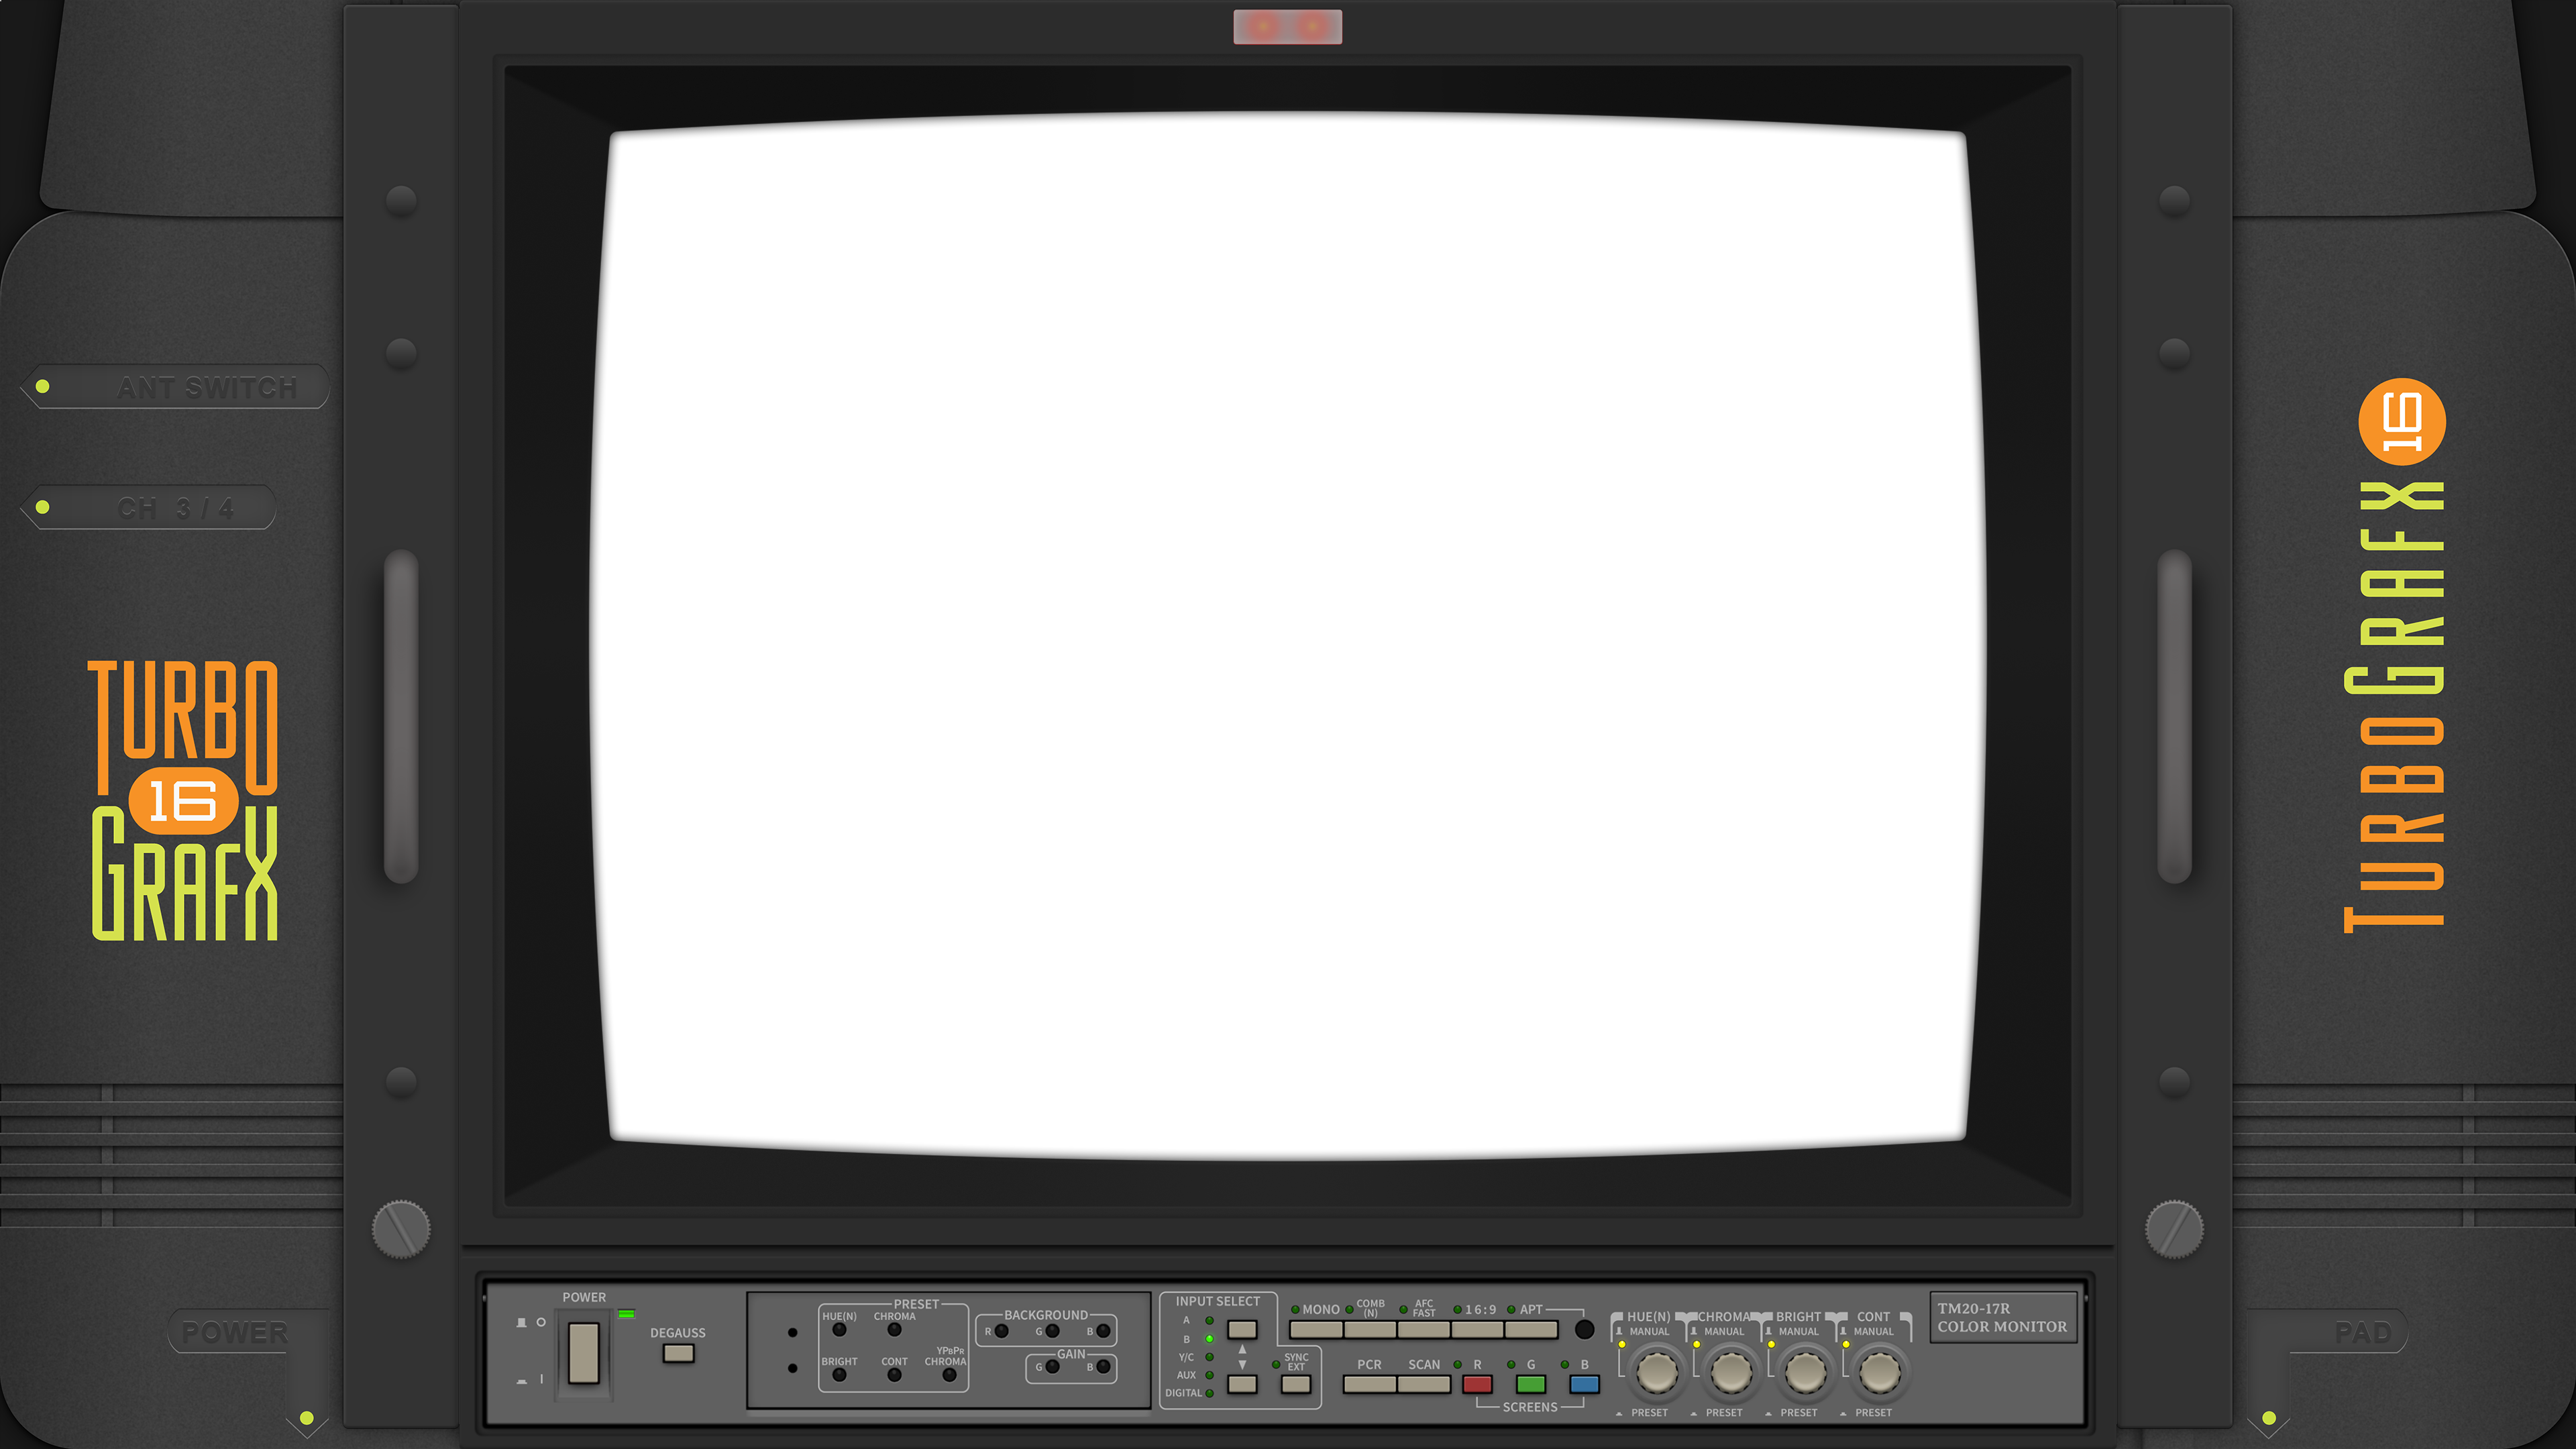 ANT SWITCH
CH 3 / 4
TURBO
16
GRAFX
POWER
TURBOGRAFX 16
PAD
POWER
DEGAUSS
PRESET
HUE(N) CHROMA
BRIGHT CONT YPBPR CHROMA
BACKGROUND
R G B
GAIN
G B
INPUT SELECT
A
B
Y/C
AUX
DIGITAL
SYNC
EXT
MONO COMB (N) AFC FAST 16:9 APT
PCR SCAN R G B
SCREENS
HUE(N) CHROMA BRIGHT CONT
MANUAL MANUAL MANUAL MANUAL
PRESET PRESET PRESET PRESET
TM20-17R
COLOR MONITOR